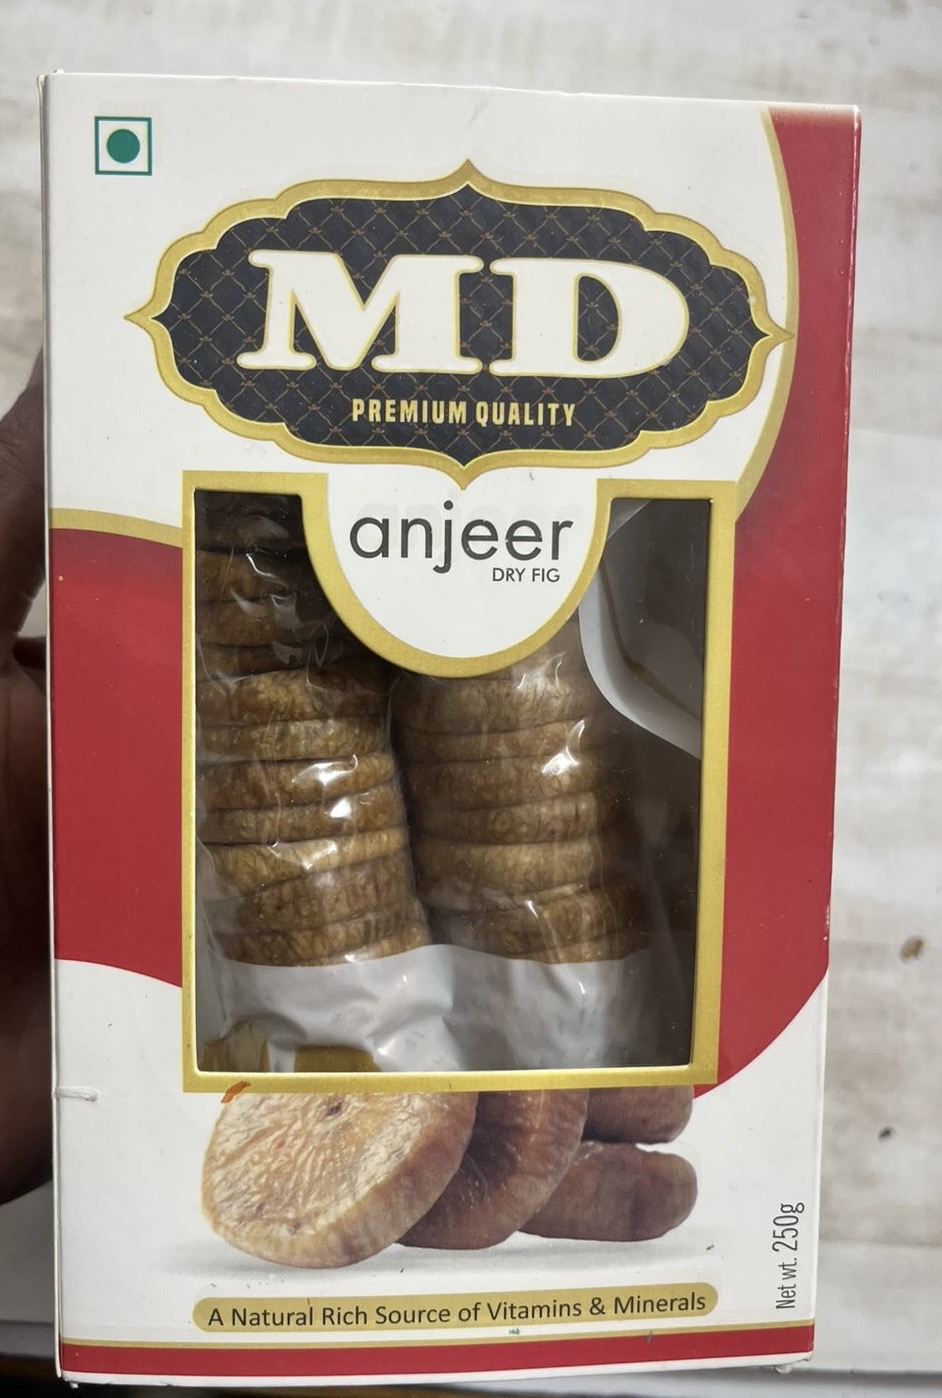 MD
PREMIUM QUALITY
anjeer
DRY FIG
Net wt. 250g
A Natural Rich Source of Vitamins & Minerals